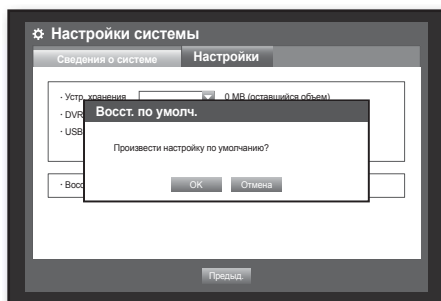 Настройки системы
Сведения о системе Настройки
· Устр. хранения 0 MB (оставшийся объем)
· DVR
· USB
Восст. по умолч.
Произвести настройку по умолчанию?
OK Отмена
· Восс
Предыд.